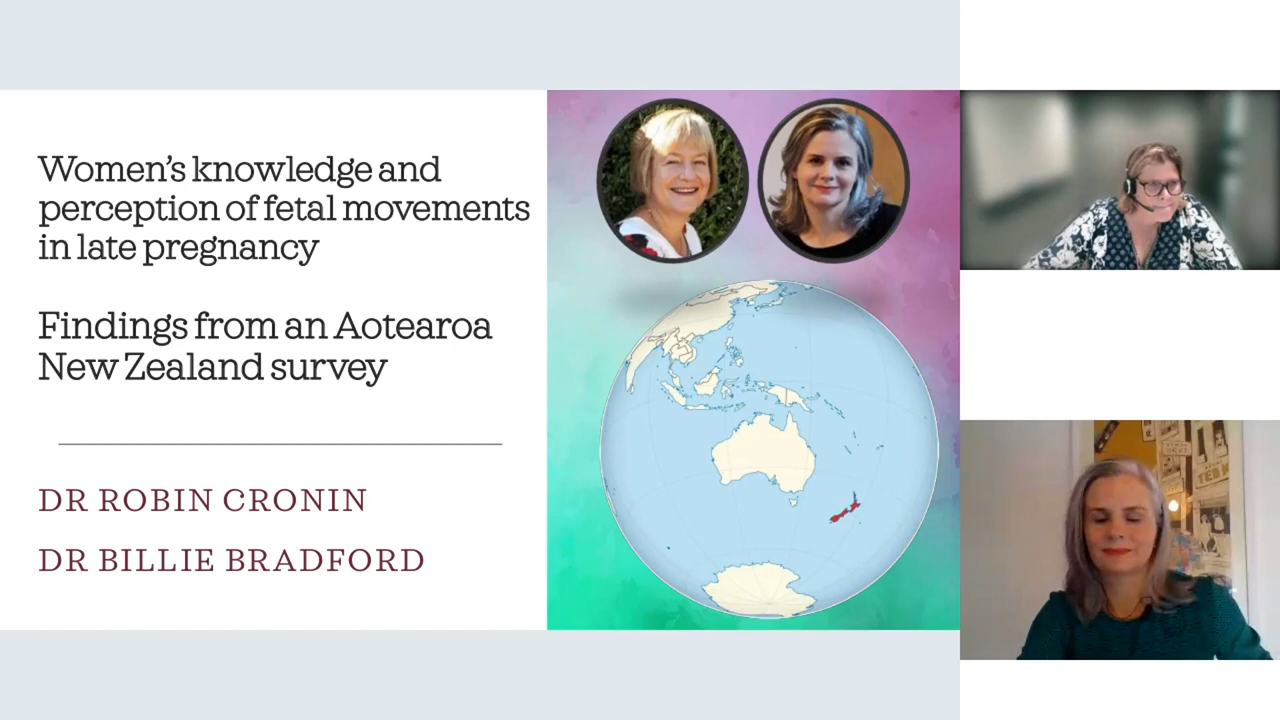 Women's knowledge and
perception of fetal movements
in late pregnancy
Findings from an Aotearoa
New Zealand survey
DR ROBIN CRONIN
DR BILLIE BRADFORD